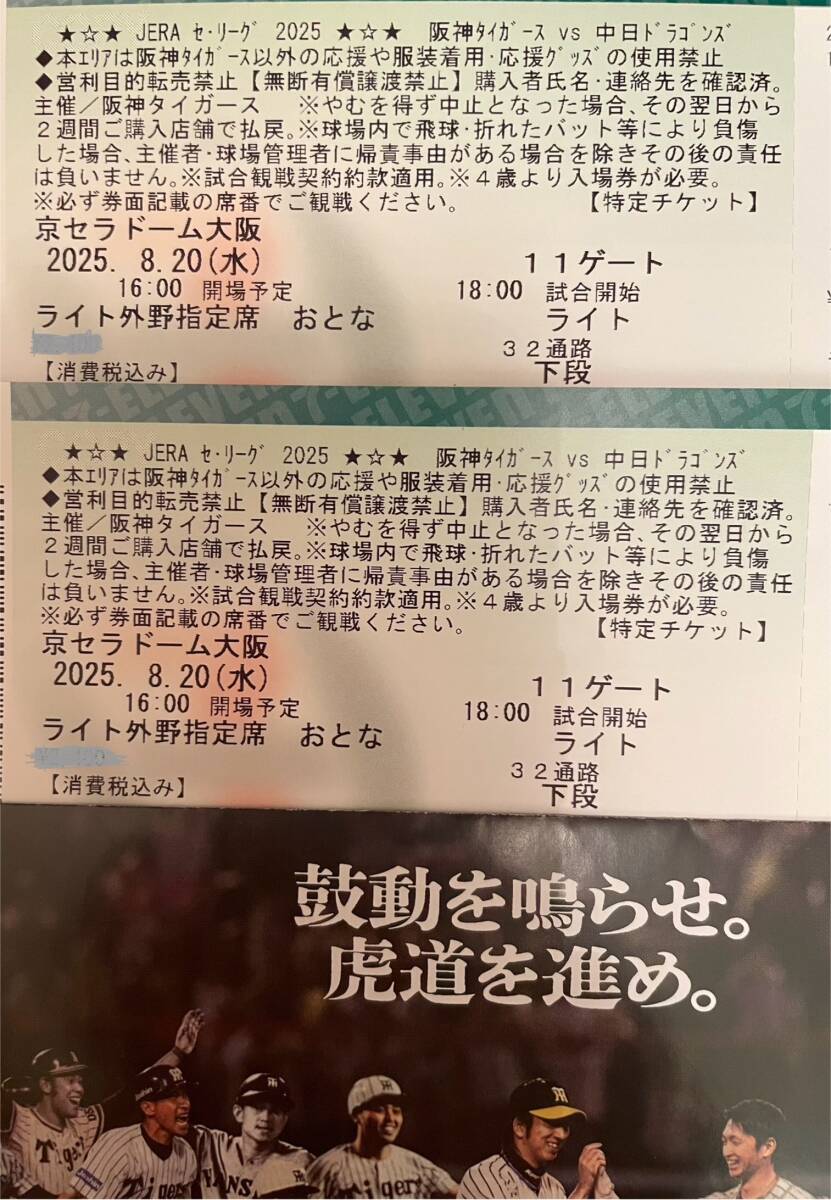 ★☆★ JERA セ・リーグ 2025 ★☆★ 阪神タイガース vs 中日ドラゴンズ
◆本エリアは阪神タイガース以外の応援や服装着用・応援グッズの使用禁止
◆営利目的転売禁止【無断有償譲渡禁止】購入者氏名・連絡先を確認済。
主催／阪神タイガース ※やむを得ず中止となった場合、その翌日から
２週間ご購入店舗で払戻。※球場内で飛球・折れたバット等により負傷
した場合、主催者・球場管理者に帰責事由がある場合を除きその後の責任
は負いません。※試合観戦契約約款適用。※４歳より入場券が必要。
※必ず券面記載の席番でご観戦ください。 【特定チケット】
京セラドーム大阪
2025. 8.20(水) １１ゲート
16:00 開場予定 18:00 試合開始
ライト外野指定席 おとな ライト
３２通路
【消費税込み】 下段
ELEVEN
★☆★ JERA セ・リーグ 2025 ★☆★ 阪神タイガース vs 中日ドラゴンズ
◆本エリアは阪神タイガース以外の応援や服装着用・応援グッズの使用禁止
◆営利目的転売禁止【無断有償譲渡禁止】購入者氏名・連絡先を確認済。
主催／阪神タイガース ※やむを得ず中止となった場合、その翌日から
２週間ご購入店舗で払戻。※球場内で飛球・折れたバット等により負傷
した場合、主催者・球場管理者に帰責事由がある場合を除きその後の責任
は負いません。※試合観戦契約約款適用。※４歳より入場券が必要。
※必ず券面記載の席番でご観戦ください。 【特定チケット】
京セラドーム大阪
2025. 8.20(水) １１ゲート
16:00 開場予定 18:00 試合開始
ライト外野指定席 おとな ライト
３２通路
【消費税込み】 下段
鼓動を鳴らせ。
虎道を進め。
Tigers
Tigers
Tigers